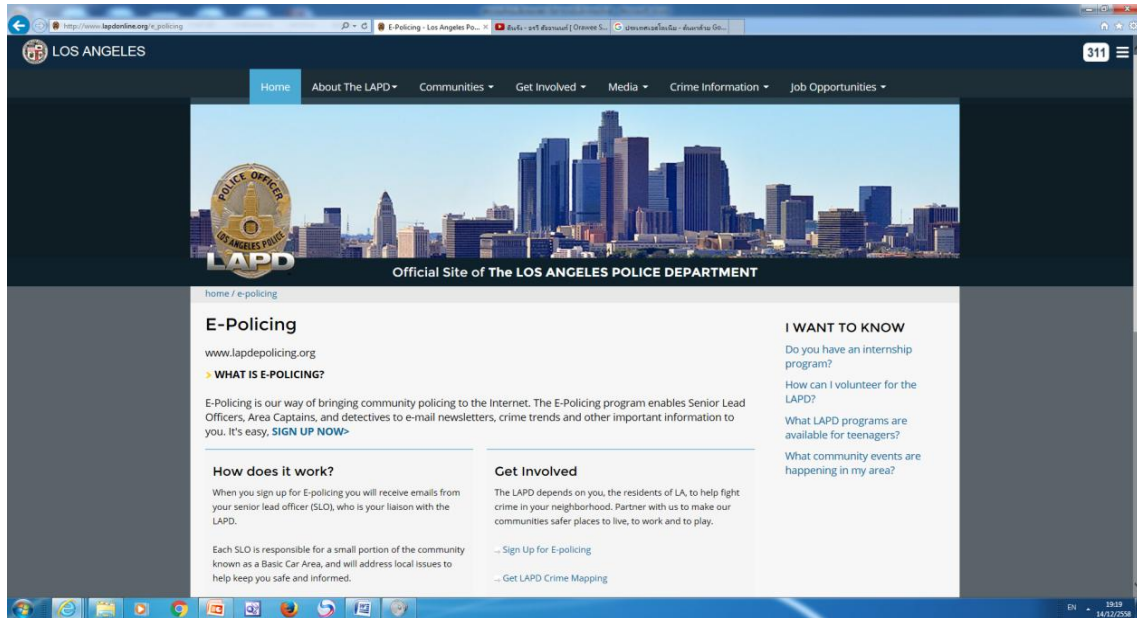 http://www.lapdonline.org/e_policing
E-Policing - Los Angeles Po...
LOS ANGELES
311
Home
About The LAPD
Communities
Get Involved
Media
Crime Information
Job Opportunities
POLICE OFFICER
LOS ANGELES POLICE
LAPD
Official Site of The LOS ANGELES POLICE DEPARTMENT
home / e-policing
E-Policing
www.lapdepolicing.org
> WHAT IS E-POLICING?
E-Policing is our way of bringing community policing to the Internet. The E-Policing program enables Senior Lead
Officers, Area Captains, and detectives to e-mail newsletters, crime trends and other important information to
you. It's easy, SIGN UP NOW>
How does it work?
When you sign up for E-policing you will receive emails from
your senior lead officer (SLO), who is your liaison with the
LAPD.
Each SLO is responsible for a small portion of the community
known as a Basic Car Area, and will address local issues to
help keep you safe and informed.
Get Involved
The LAPD depends on you, the residents of LA, to help fight
crime in your neighborhood. Partner with us to make our
communities safer places to live, to work and to play.
... Sign Up for E-policing
... Get LAPD Crime Mapping
I WANT TO KNOW
Do you have an internship
program?
How can I volunteer for the
LAPD?
What LAPD programs are
available for teenagers?
What community events are
happening in my area?
EN
19:19
14/12/2558